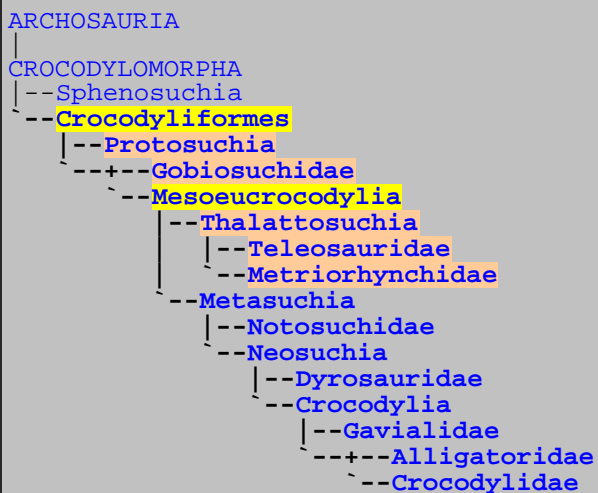 ARCHOSAURIA
|
CROCODYLOMORPHA
|--Sphenosuchia
`--Crocodyliformes
   |--Protosuchia
   `--+--Gobiosuchidae
      `--Mesoeucrocodylia
         |--Thalattosuchia
         |  |--Teleosauridae
         |  `--Metriorhynchidae
         `--Metasuchia
            |--Notosuchidae
            `--Neosuchia
               |--Dyrosauridae
               `--Crocodylia
                  |--Gavialidae
                  `--+--Alligatoridae
                     `--Crocodylidae